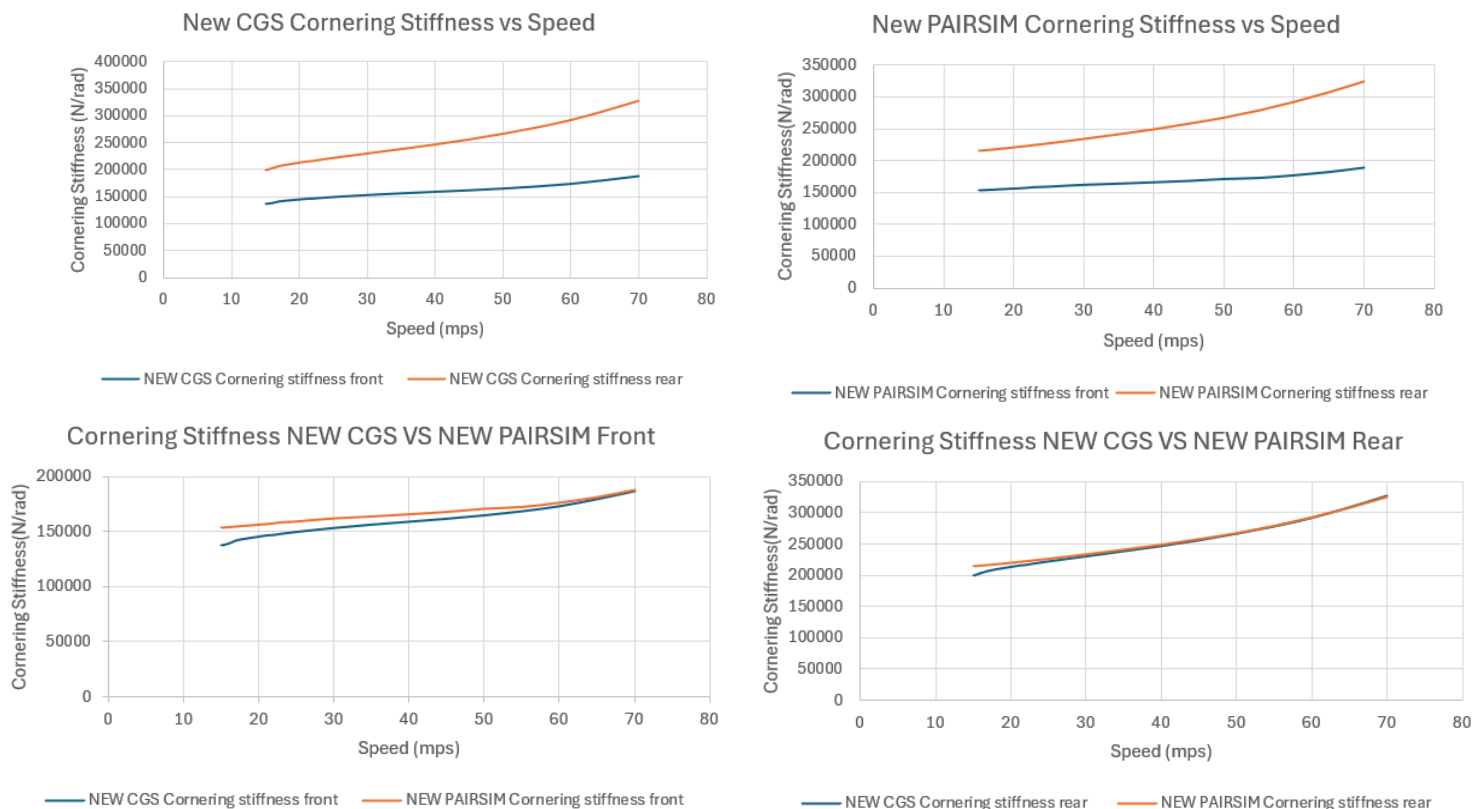 New CGS Cornering Stiffness vs Speed
Cornering Stiffness (N/rad)
400000
350000
300000
250000
200000
150000
100000
50000
0
0 10 20 30 40 50 60 70 80
Speed (mps)
NEW CGS Cornering stiffness front NEW CGS Cornering stiffness rear
New PAIRSIM Cornering Stiffness vs Speed
Cornering Stiffness(N/rad)
350000
300000
250000
200000
150000
100000
50000
0
0 10 20 30 40 50 60 70 80
Speed (mps)
NEW PAIRSIM Cornering stiffness front NEW PAIRSIM Cornering stiffness rear
Cornering Stiffness NEW CGS VS NEW PAIRSIM Front
Cornering Stiffness(N/rad)
200000
150000
100000
50000
0
0 10 20 30 40 50 60 70 80
Speed (mps)
NEW CGS Cornering stiffness front NEW PAIRSIM Cornering stiffness front
Cornering Stiffness NEW CGS VS NEW PAIRSIM Rear
Cornering Stiffness(N/rad)
350000
300000
250000
200000
150000
100000
50000
0
0 10 20 30 40 50 60 70 80
Speed (mps)
NEW CGS Cornering stiffness rear NEW PAIRSIM Cornering stiffness rear